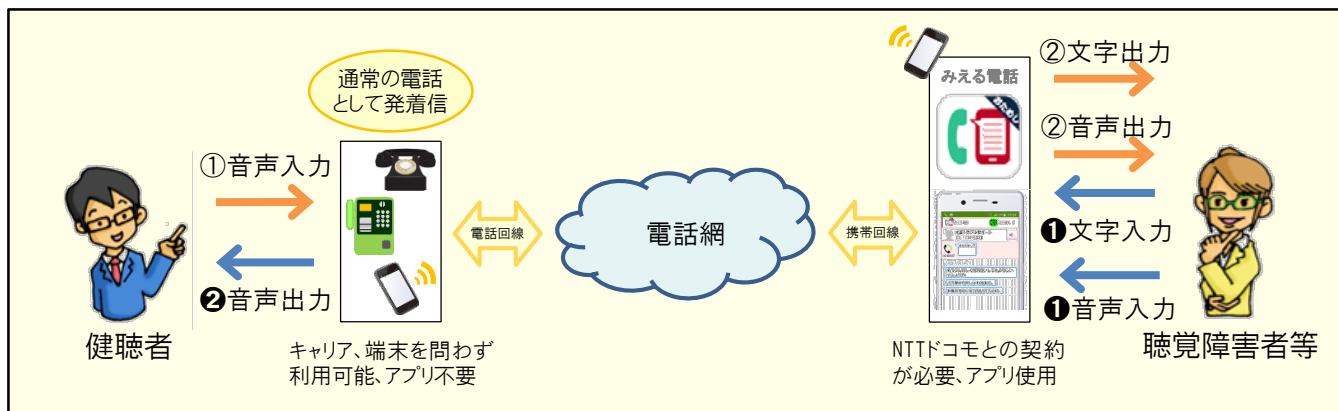 通常の電話
として発着信
①音声入力
❷音声出力
健聴者
キャリア、端末を問わず
利用可能、アプリ不要
電話回線
電話網
携帯回線
みえる電話
おためし
NTTドコモとの契約
が必要、アプリ使用
②文字出力
②音声出力
❶文字入力
❶音声入力
聴覚障害者等